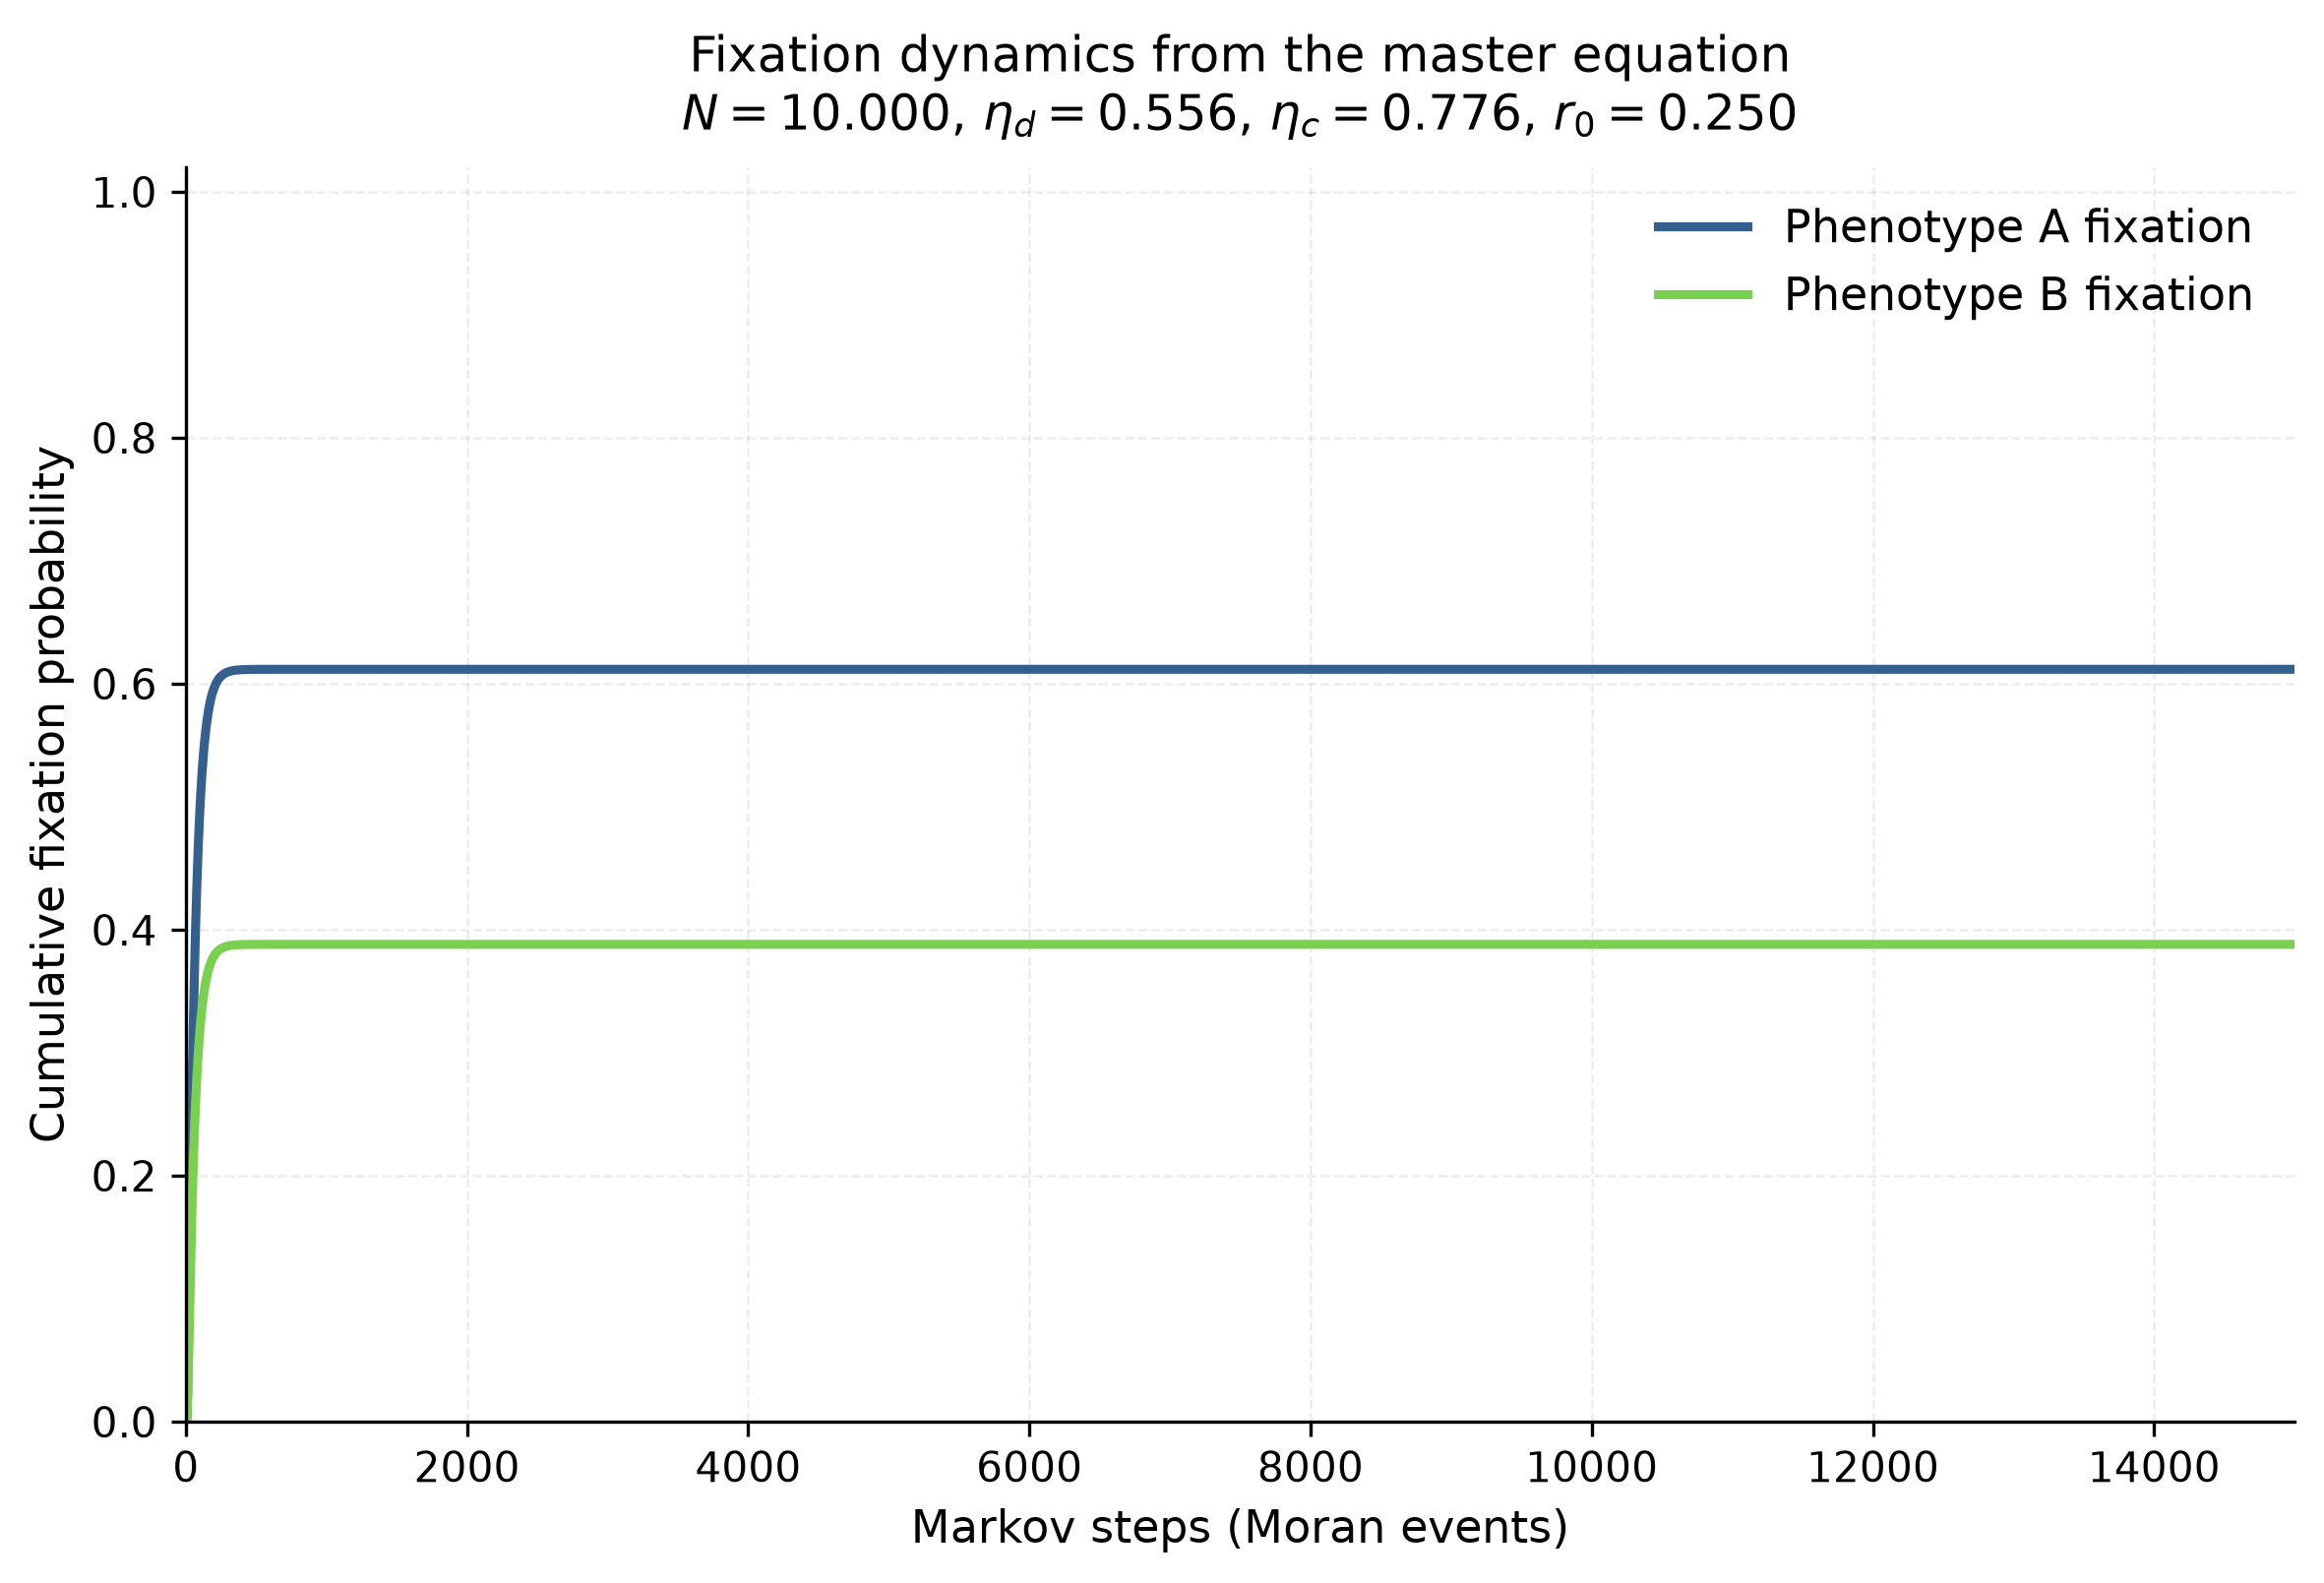 Fixation dynamics from the master equation
N = 10.000, η_d = 0.556, η_c = 0.776, r_0 = 0.250
1.0
0.8
0.6
0.4
0.2
0.0
Cumulative fixation probability
Phenotype A fixation
Phenotype B fixation
0 2000 4000 6000 8000 10000 12000 14000
Markov steps (Moran events)